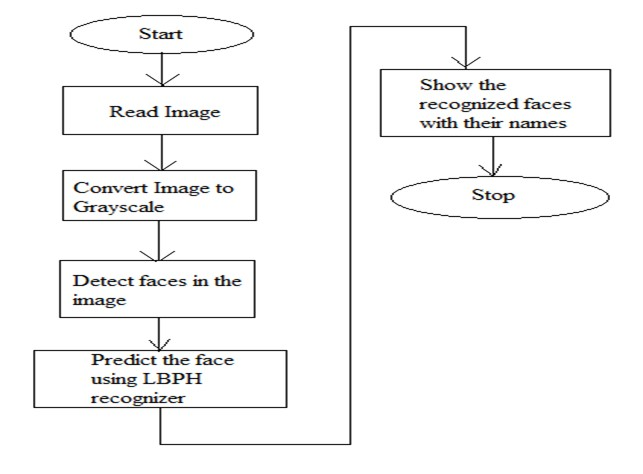 Start
Read Image
Convert Image to
Grayscale
Detect faces in the
image
Predict the face
using LBPH
recognizer
Show the
recognized faces
with their names
Stop